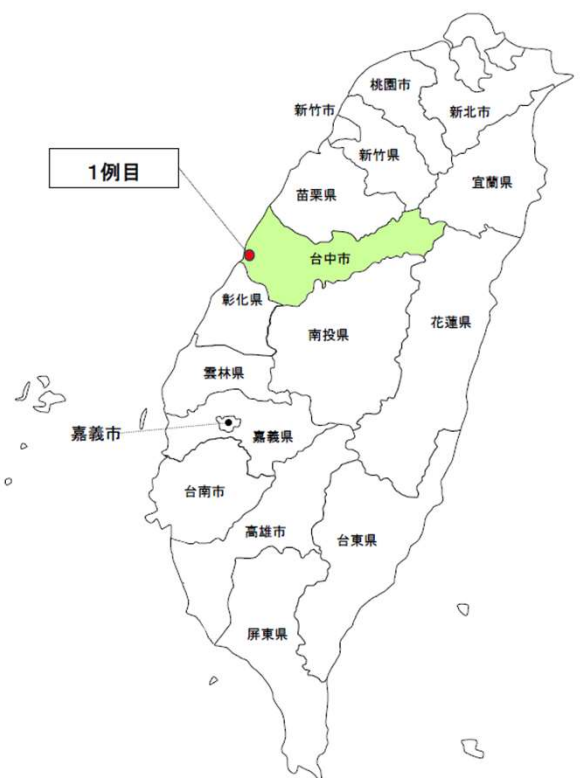 桃園市
新北市
新竹市
新竹県
宜蘭県
1例目
苗栗県
台中市
彰化県
花蓮県
南投県
雲林県
嘉義市
嘉義県
台南市
高雄市
台東県
屏東県